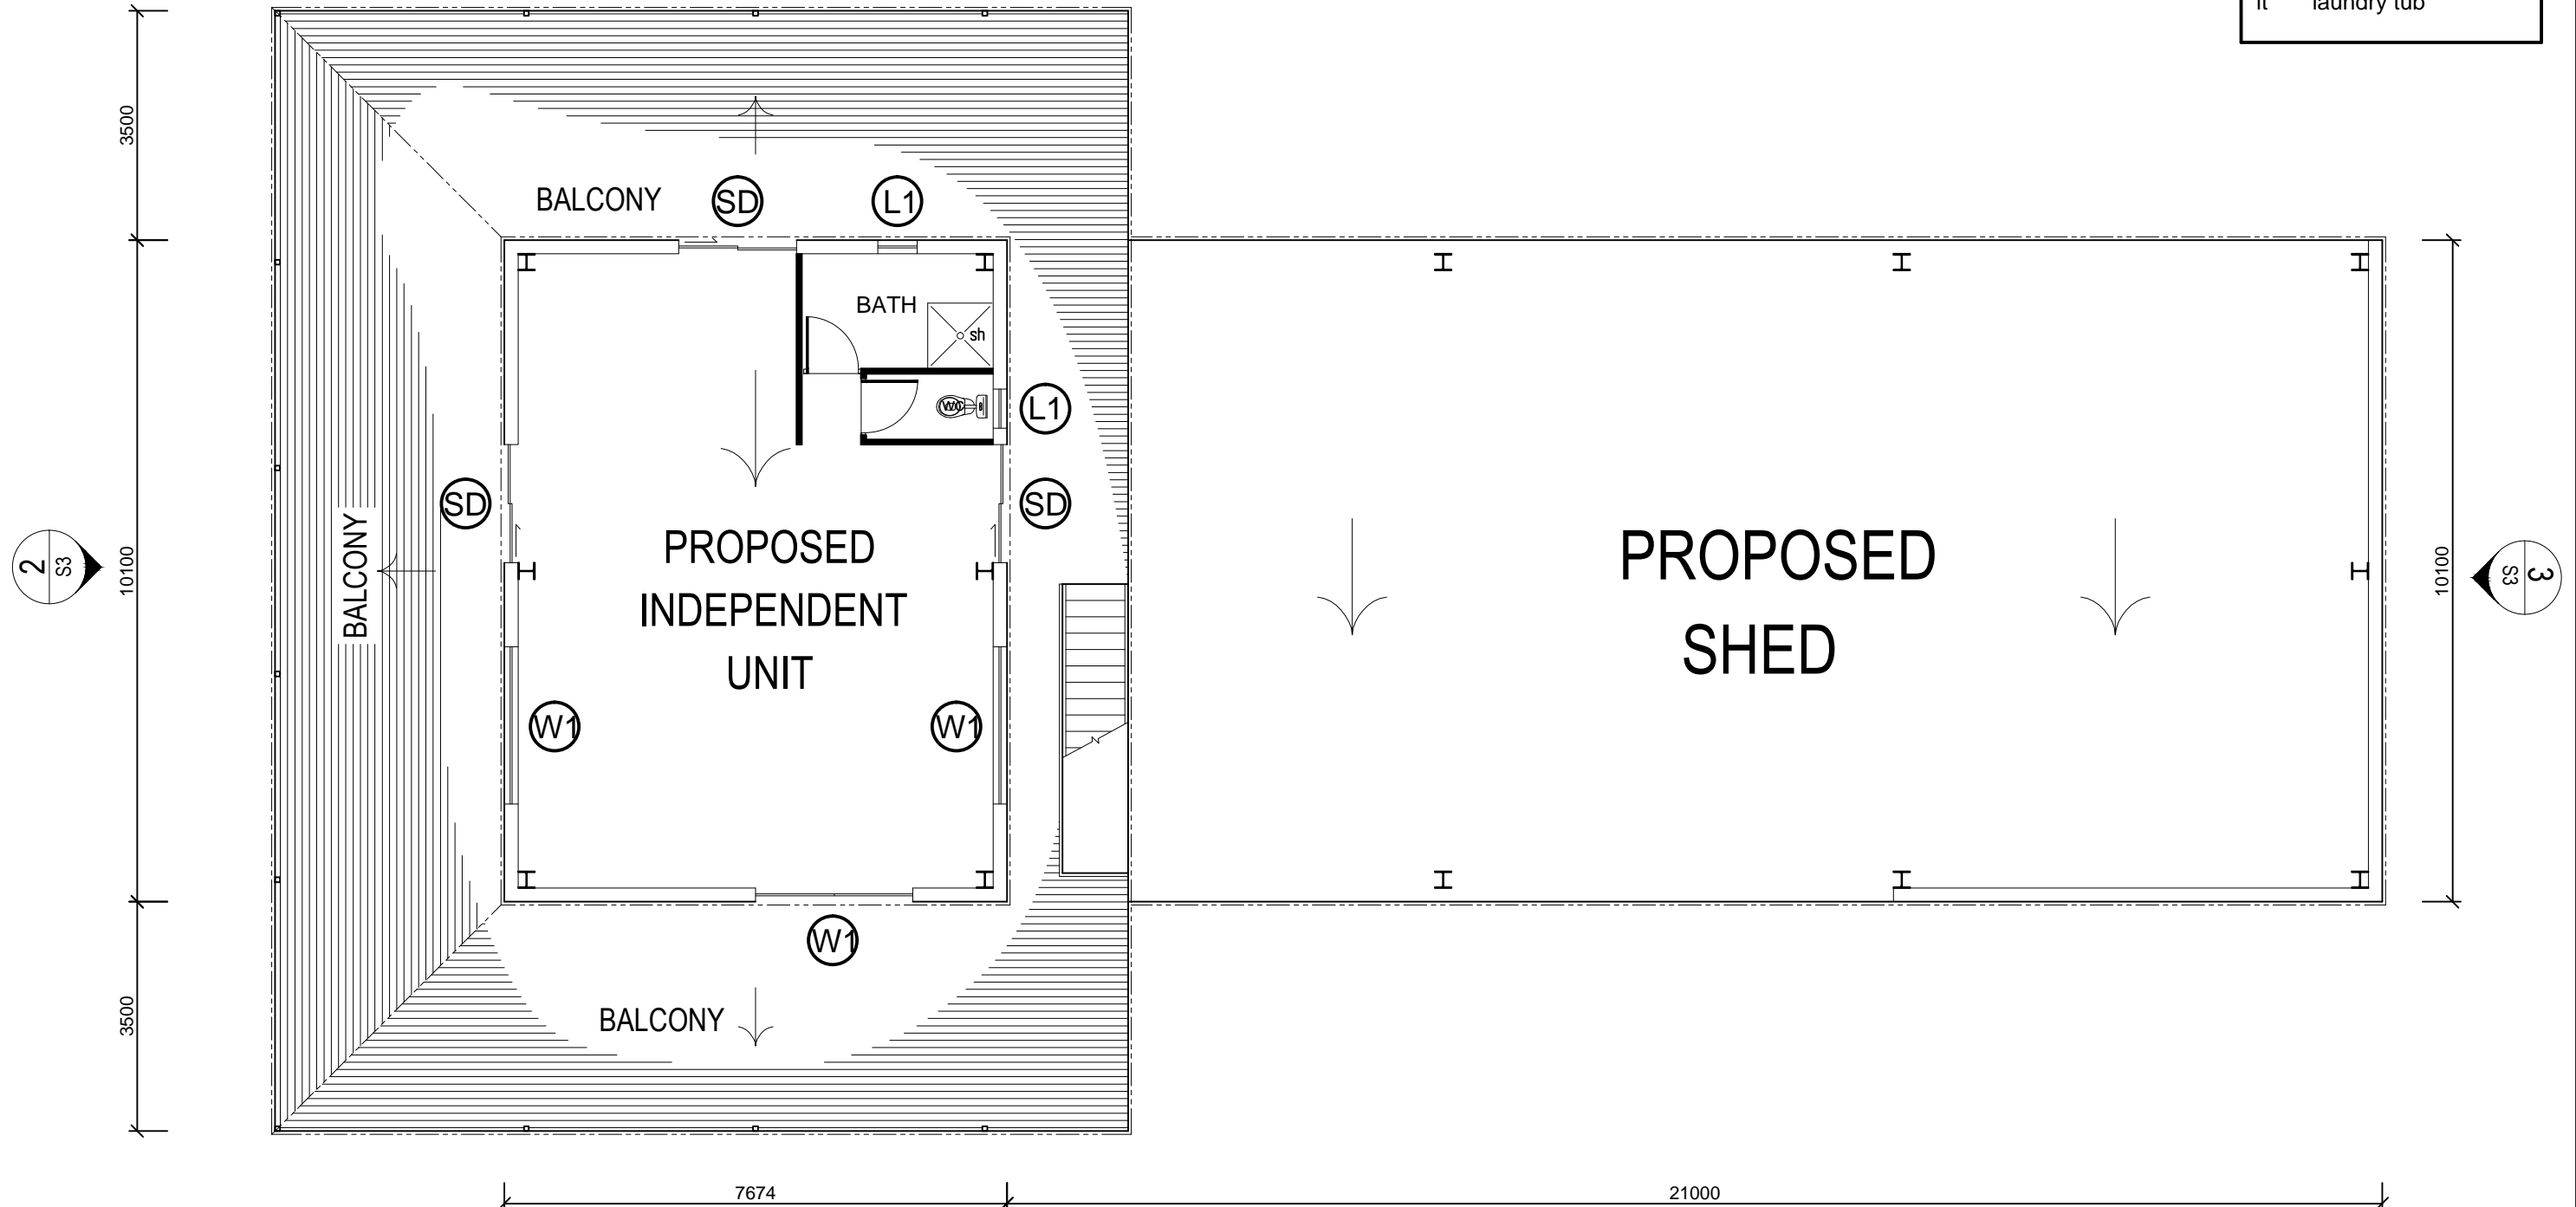 lt laundry tub
3500
BALCONY
SD
L1
BATH
sh
WC
L1
SD
SD
PROPOSED
INDEPENDENT
UNIT
BALCONY
10100
2
S3
W1
W1
W1
BALCONY
3500
PROPOSED
SHED
10100
3
S3
7674
21000